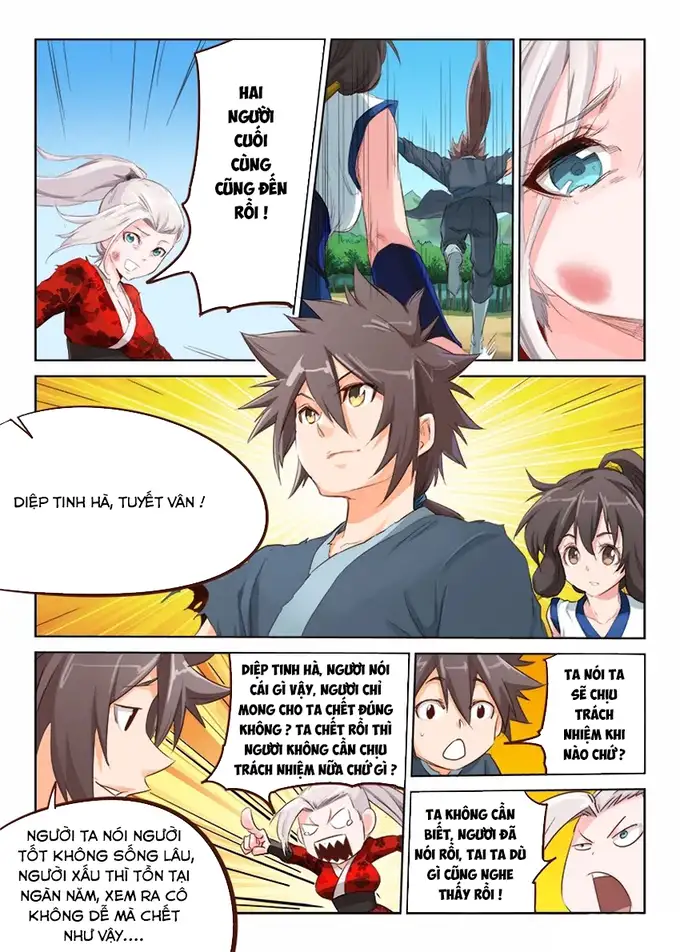 HAI
NGƯỜI
CUỐI
CÙNG
CŨNG ĐẾN
RỒI !
DIỆP TINH HÀ, TUYẾT VÂN !
DIỆP TINH HÀ, NGƯƠI NÓI
CÁI GÌ VẬY, NGƯƠI CHỈ
MONG CHO TA CHẾT ĐÚNG
KHÔNG ? TA CHẾT RỒI THÌ
NGƯƠI KHÔNG CẦN CHỊU
TRÁCH NHIỆM NỮA CHỨ GÌ ?
TA NÓI TA
SẼ CHỊU
TRÁCH
NHIỆM KHI
NÀO CHỨ ?
NGƯỜI TA NÓI NGƯỜI
TỐT KHÔNG SỐNG LÂU,
NGƯỜI XẤU THÌ TỒN TẠI
NGÀN NĂM, XEM RA CÔ
KHÔNG DỄ MÀ CHẾT
NHƯ VẬY....
TA KHÔNG CẦN
BIẾT, NGƯƠI ĐÃ
NÓI RỒI, TAI TA DÙ
GÌ CŨNG NGHE
THẤY RỒI !